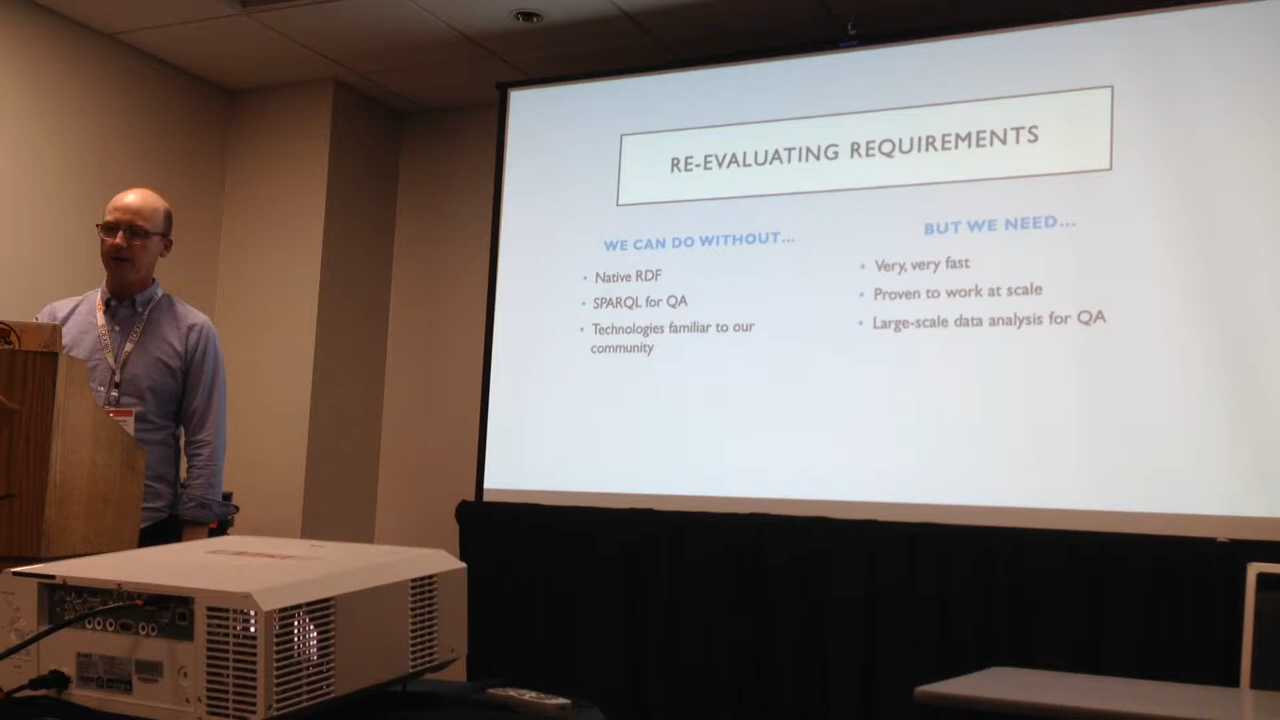 RE-EVALUATING REQUIREMENTS
WE CAN DO WITHOUT...
• Native RDF
• SPARQL for QA
• Technologies familiar to our
community
BUT WE NEED...
• Very, very fast
• Proven to work at scale
• Large-scale data analysis for QA